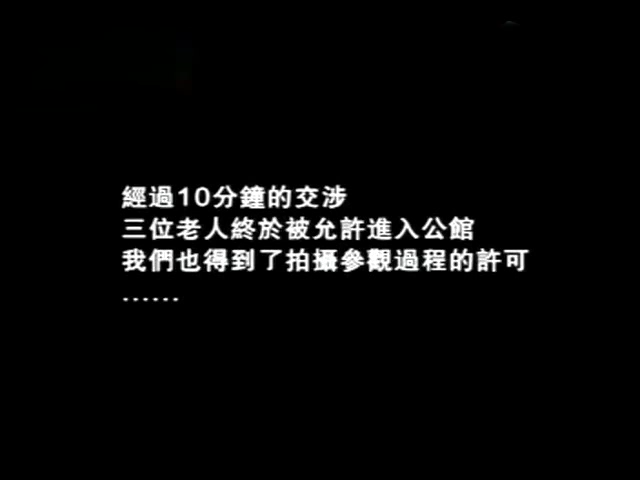 經過10分鐘的交涉
三位老人終於被允許進入公館
我們也得到了拍攝參觀過程的許可
......